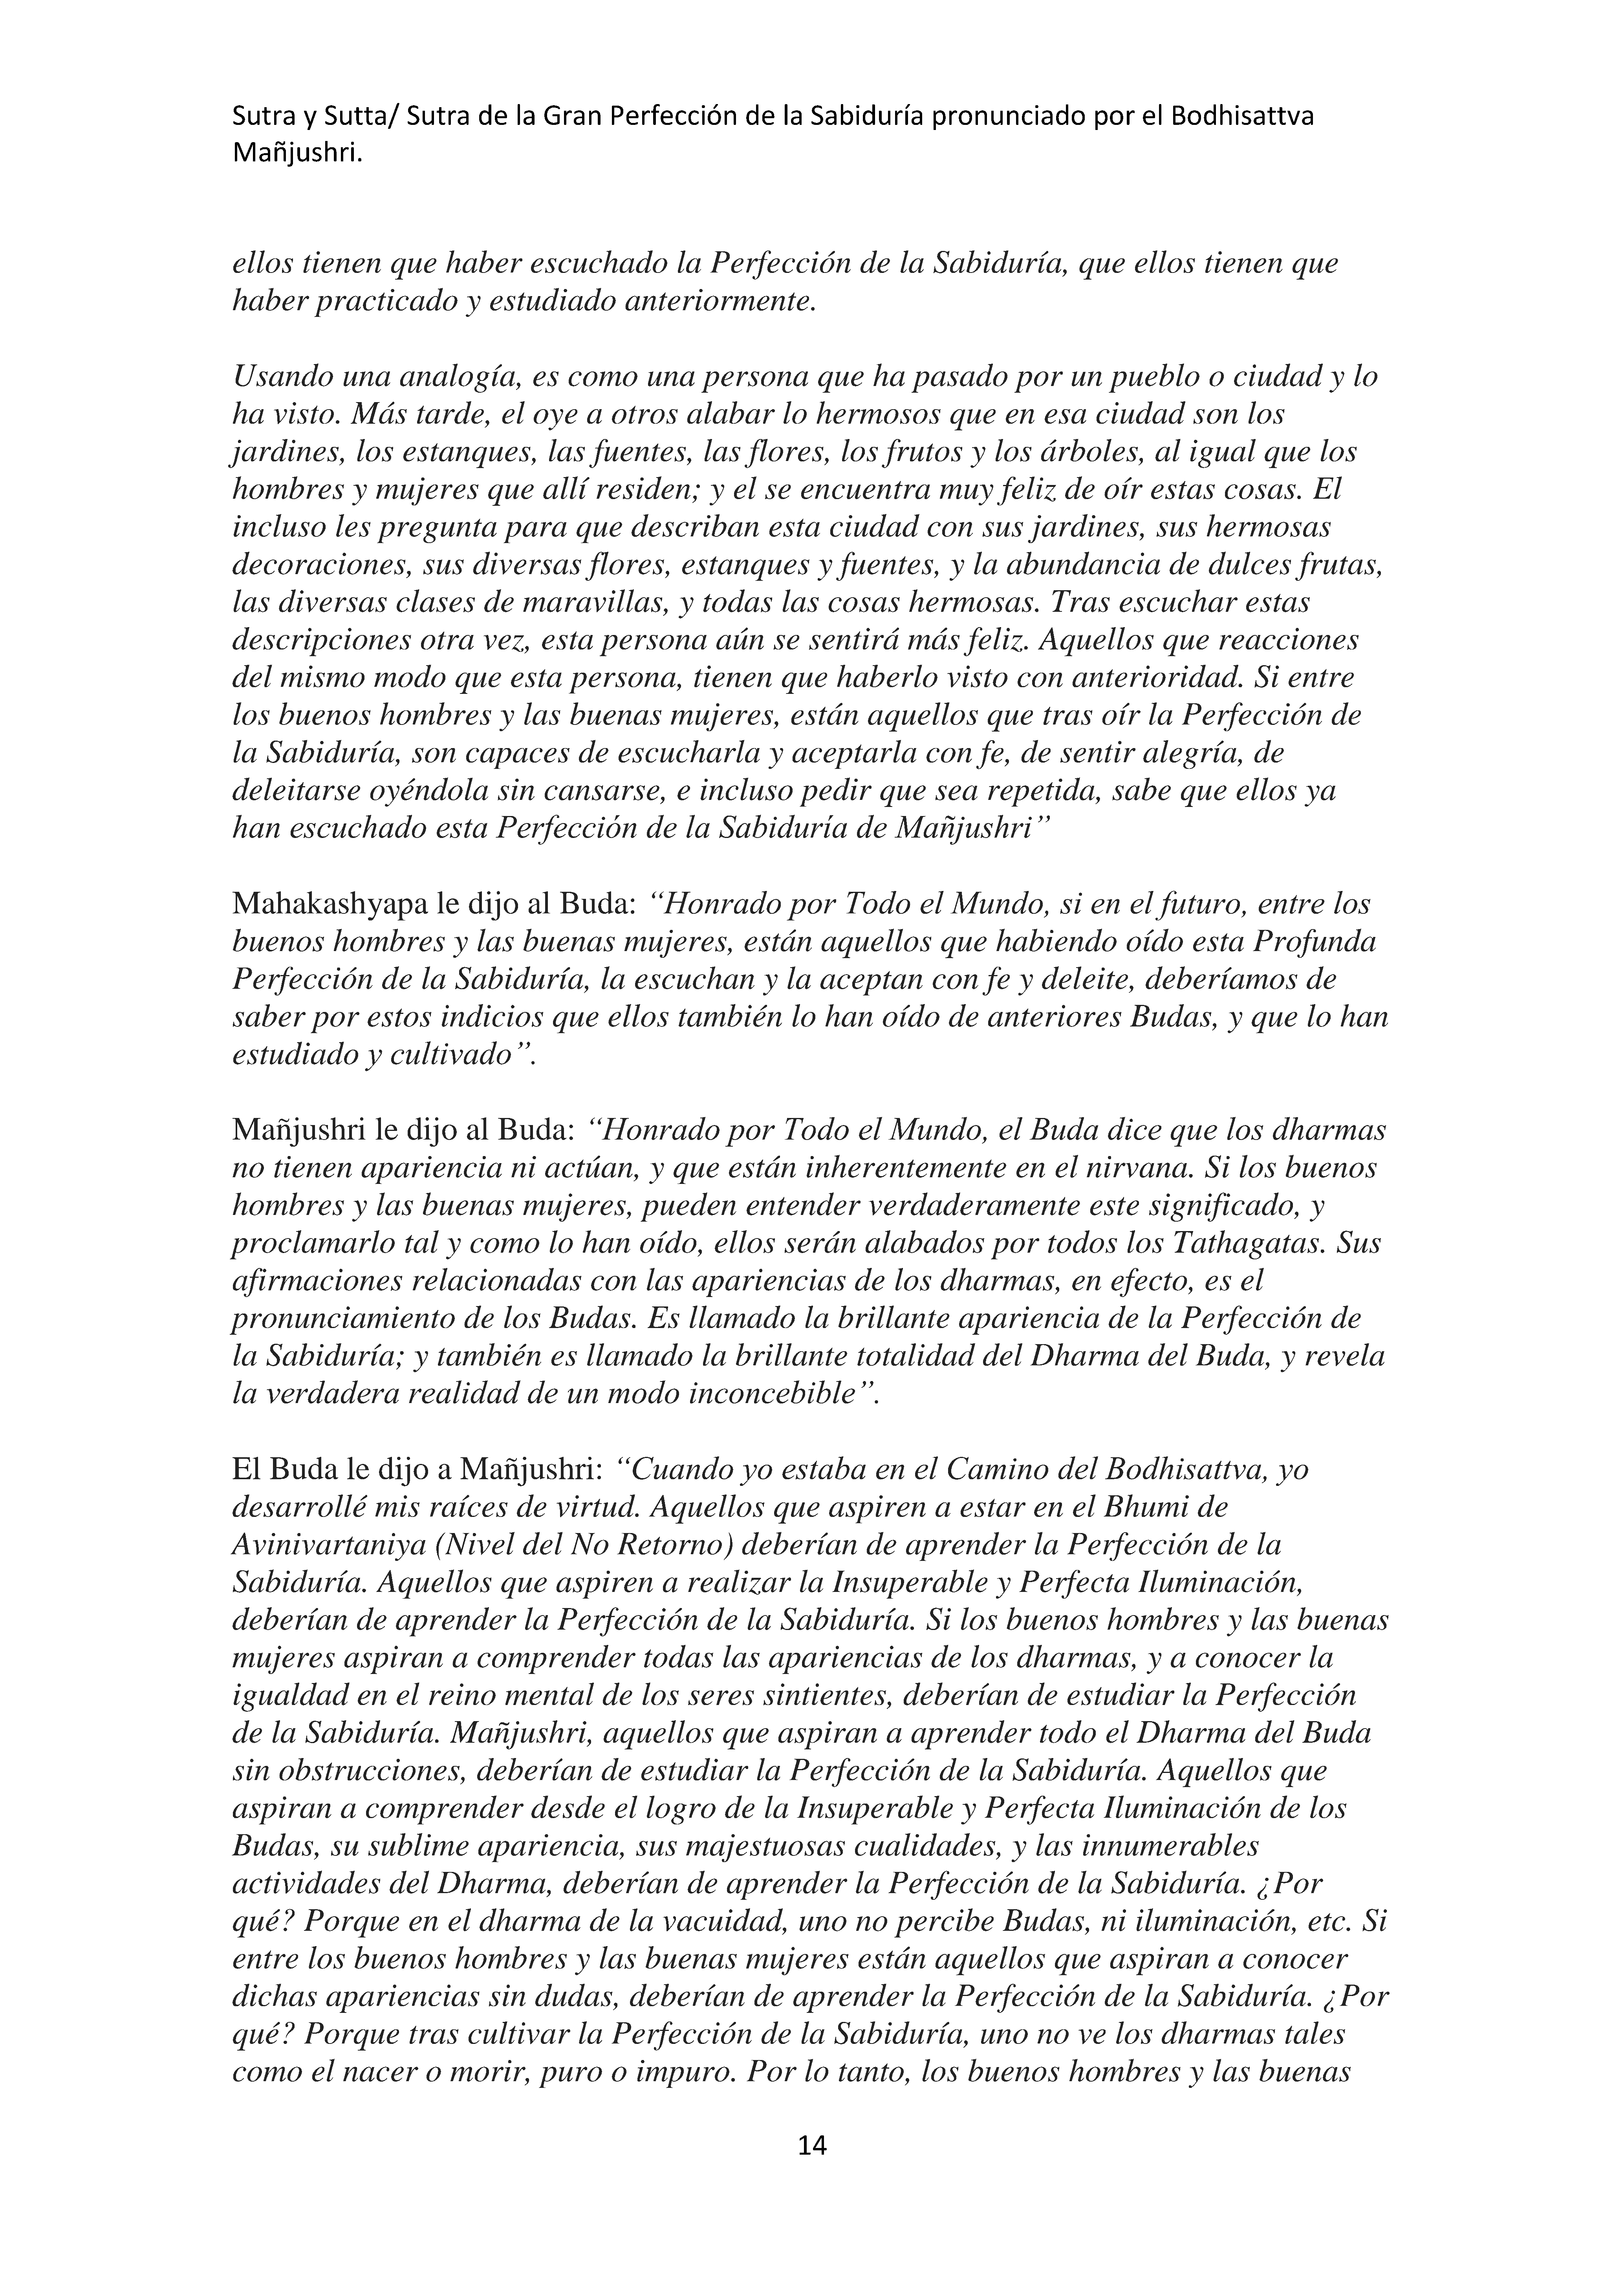 Sutra y Sutta/ Sutra de la Gran Perfección de la Sabiduría pronunciado por el Bodhisattva
Mañjushri.
ellos tienen que haber escuchado la Perfección de la Sabiduría, que ellos tienen que
haber practicado y estudiado anteriormente.
Usando una analogía, es como una persona que ha pasado por un pueblo o ciudad y lo
ha visto. Más tarde, el oye a otros alabar lo hermosos que en esa ciudad son los
jardines, los estanques, las fuentes, las flores, los frutos y los árboles, al igual que los
hombres y mujeres que allí residen; y el se encuentra muy feliz de oír estas cosas. El
incluso les pregunta para que describan esta ciudad con sus jardines, sus hermosas
decoraciones, sus diversas flores, estanques y fuentes, y la abundancia de dulces frutas,
las diversas clases de maravillas, y todas las cosas hermosas. Tras escuchar estas
descripciones otra vez, esta persona aún se sentirá más feliz. Aquellos que reacciones
del mismo modo que esta persona, tienen que haberlo visto con anterioridad. Si entre
los buenos hombres y las buenas mujeres, están aquellos que tras oír la Perfección de
la Sabiduría, son capaces de escucharla y aceptarla con fe, de sentir alegría, de
deleitarse oyéndola sin cansarse, e incluso pedir que sea repetida, sabe que ellos ya
han escuchado esta Perfección de la Sabiduría de Mañjushri”
Mahakashyapa le dijo al Buda: “Honrado por Todo el Mundo, si en el futuro, entre los
buenos hombres y las buenas mujeres, están aquellos que habiendo oído esta Profunda
Perfección de la Sabiduría, la escuchan y la aceptan con fe y deleite, deberíamos de
saber por estos indicios que ellos también lo han oído de anteriores Budas, y que lo han
estudiado y cultivado”.
Mañjushri le dijo al Buda: “Honrado por Todo el Mundo, el Buda dice que los dharmas
no tienen apariencia ni actúan, y que están inherentemente en el nirvana. Si los buenos
hombres y las buenas mujeres, pueden entender verdaderamente este significado, y
proclamarlo tal y como lo han oído, ellos serán alabados por todos los Tathagatas. Sus
afirmaciones relacionadas con las apariencias de los dharmas, en efecto, es el
pronunciamiento de los Budas. Es llamado la brillante apariencia de la Perfección de
la Sabiduría; y también es llamado la brillante totalidad del Dharma del Buda, y revela
la verdadera realidad de un modo inconcebible”.
El Buda le dijo a Mañjushri: “Cuando yo estaba en el Camino del Bodhisattva, yo
desarrollé mis raíces de virtud. Aquellos que aspiren a estar en el Bhumi de
Avinivartaniya (Nivel del No Retorno) deberían de aprender la Perfección de la
Sabiduría. Aquellos que aspiren a realizar la Insuperable y Perfecta Iluminación,
deberían de aprender la Perfección de la Sabiduría. Si los buenos hombres y las buenas
mujeres aspiran a comprender todas las apariencias de los dharmas, y a conocer la
igualdad en el reino mental de los seres sintientes, deberían de estudiar la Perfección
de la Sabiduría. Mañjushri, aquellos que aspiran a aprender todo el Dharma del Buda
sin obstrucciones, deberían de estudiar la Perfección de la Sabiduría. Aquellos que
aspiran a comprender desde el logro de la Insuperable y Perfecta Iluminación de los
Budas, su sublime apariencia, sus majestuosas cualidades, y las innumerables
actividades del Dharma, deberían de aprender la Perfección de la Sabiduría. ¿Por
qué? Porque en el dharma de la vacuidad, uno no percibe Budas, ni iluminación, etc. Si
entre los buenos hombres y las buenas mujeres están aquellos que aspiran a conocer
dichas apariencias sin dudas, deberían de aprender la Perfección de la Sabiduría. ¿Por
qué? Porque tras cultivar la Perfección de la Sabiduría, uno no ve los dharmas tales
como el nacer o morir, puro o impuro. Por lo tanto, los buenos hombres y las buenas
14